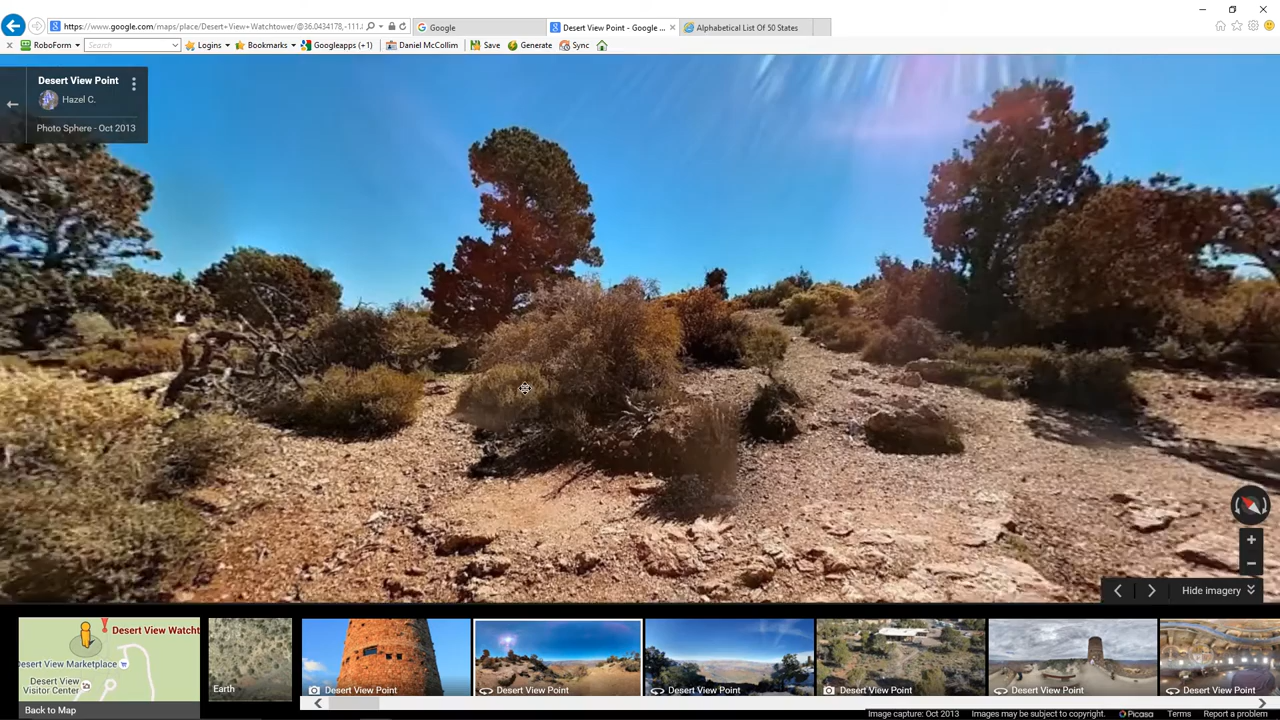 https://www.google.com/maps/place/Desert+View+Watchtower/@36.0434178,-111.8
Google
Desert View Point - Google ...
Alphabetical List Of 50 States
RoboForm
Search
Logins
Bookmarks
Googleapps (+1)
Daniel McCollim
Save
Generate
Sync
Desert View Point
Hazel C.
Photo Sphere - Oct 2013
Hide imagery
Desert View Watcht
Desert View Marketplace
Desert View
Visitor Center
Back to Map
Earth
Desert View Point
Desert View Point
Desert View Point
Desert View Point
Desert View Point
Desert View Point
Image capture: Oct 2013
Images may be subject to copyright.
Picasa
Terms
Report a problem